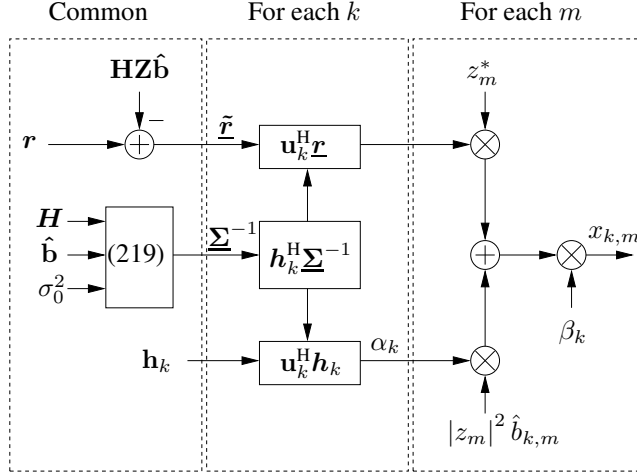 Common For each k For each m
HZb̂ z*_m
−
r + r̃ u_k^H r ×
H
b̂ (219) Σ^{-1} h_k^H Σ^{-1} + × x_{k,m}
σ_0^2
β_k
h_k u_k^H h_k α_k ×
|z_m|^2 b̂_{k,m}